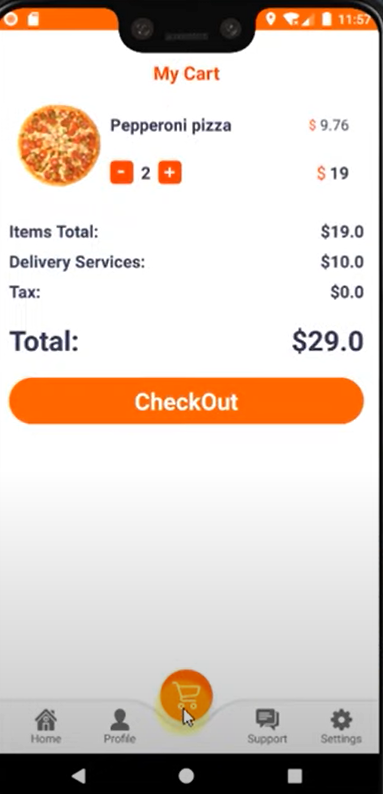 11:57
My Cart
Pepperoni pizza $ 9.76
- 2 + $ 19
Items Total: $19.0
Delivery Services: $10.0
Tax: $0.0
Total: $29.0
CheckOut
Home Profile Support Settings